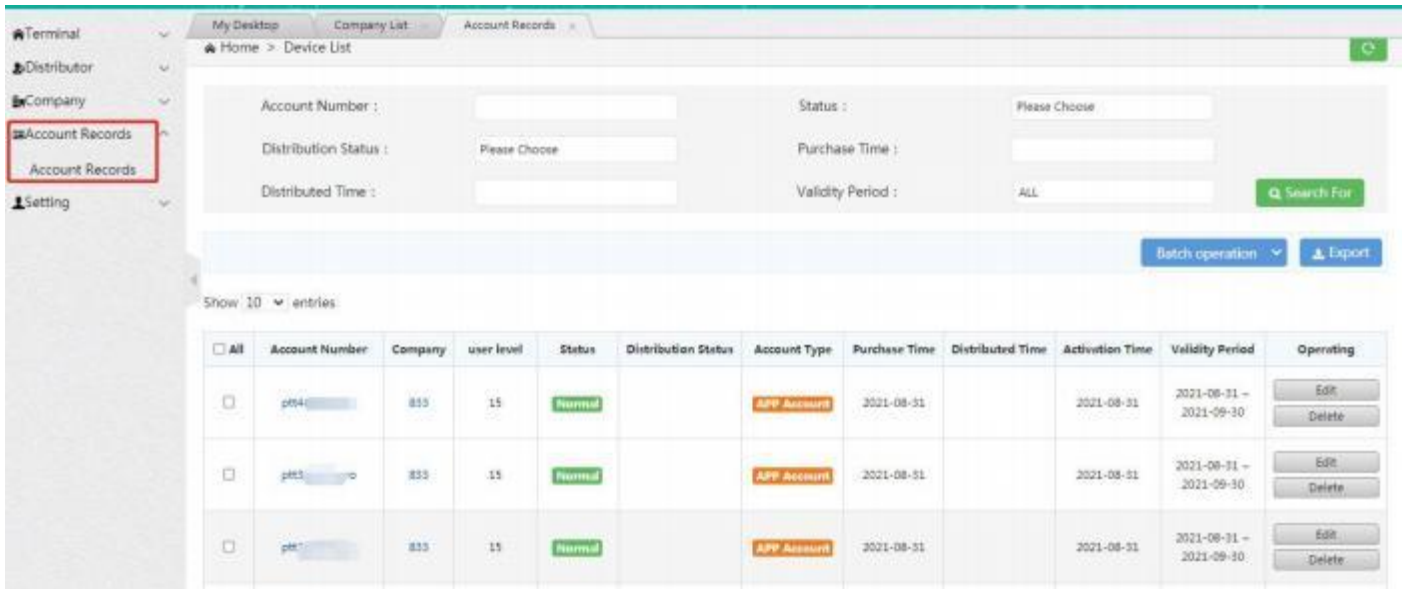 My Desktop Company List Account Records
Home > Device List
Terminal
Distributor
Company
Account Records
Account Records
Setting
Account Number : Status : Please Choose
Distribution Status : Please Choose Purchase Time :
Distributed Time : Validity Period : ALL Search For
Batch operation Export
Show 10 entries
All Account Number Company user level Status Distribution Status Account Type Purchase Time Distributed Time Activation Time Validity Period Operating
833 15 Normal APP Account 2021-08-31 2021-08-31 2021-08-31 ~ Edit
2021-09-30 Delete
833 15 Normal APP Account 2021-08-31 2021-08-31 2021-08-31 ~ Edit
2021-09-30 Delete
833 15 Normal APP Account 2021-08-31 2021-08-31 2021-08-31 ~ Edit
2021-09-30 Delete